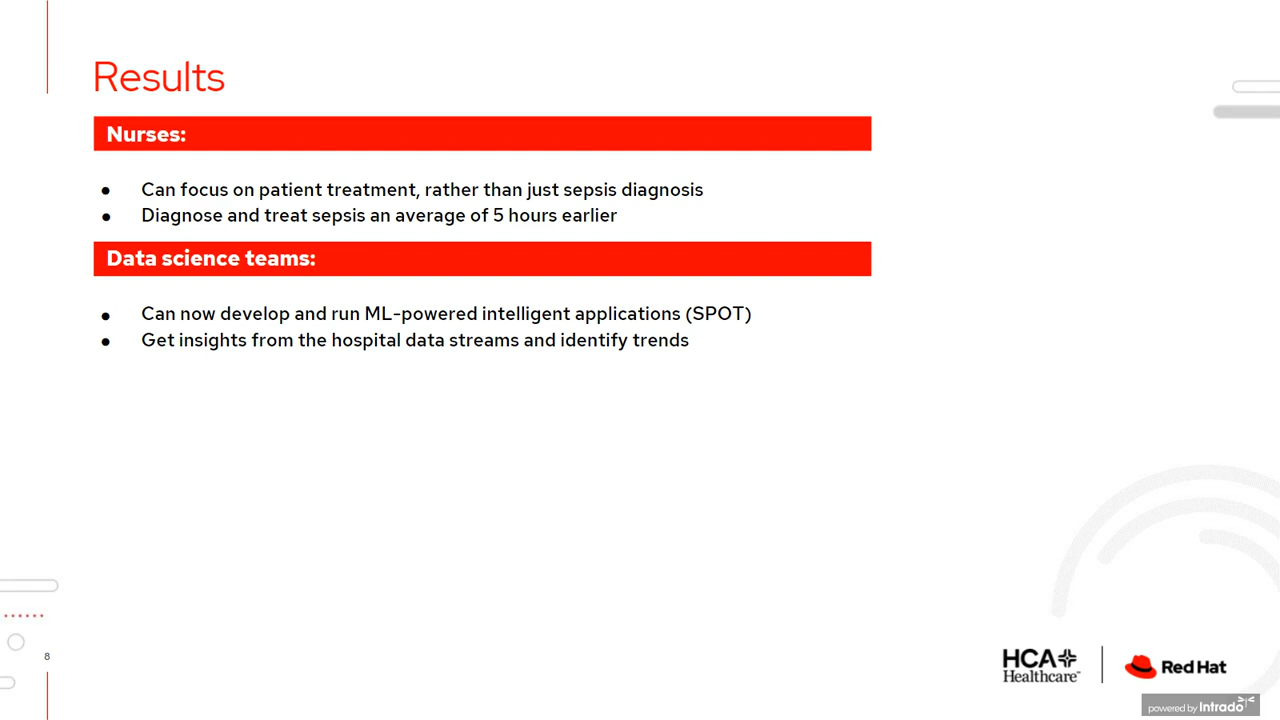 Results
Nurses:
Can focus on patient treatment, rather than just sepsis diagnosis
Diagnose and treat sepsis an average of 5 hours earlier
Data science teams:
Can now develop and run ML-powered intelligent applications (SPOT)
Get insights from the hospital data streams and identify trends
8
HCA
Healthcare™
Red Hat
powered by Intrado